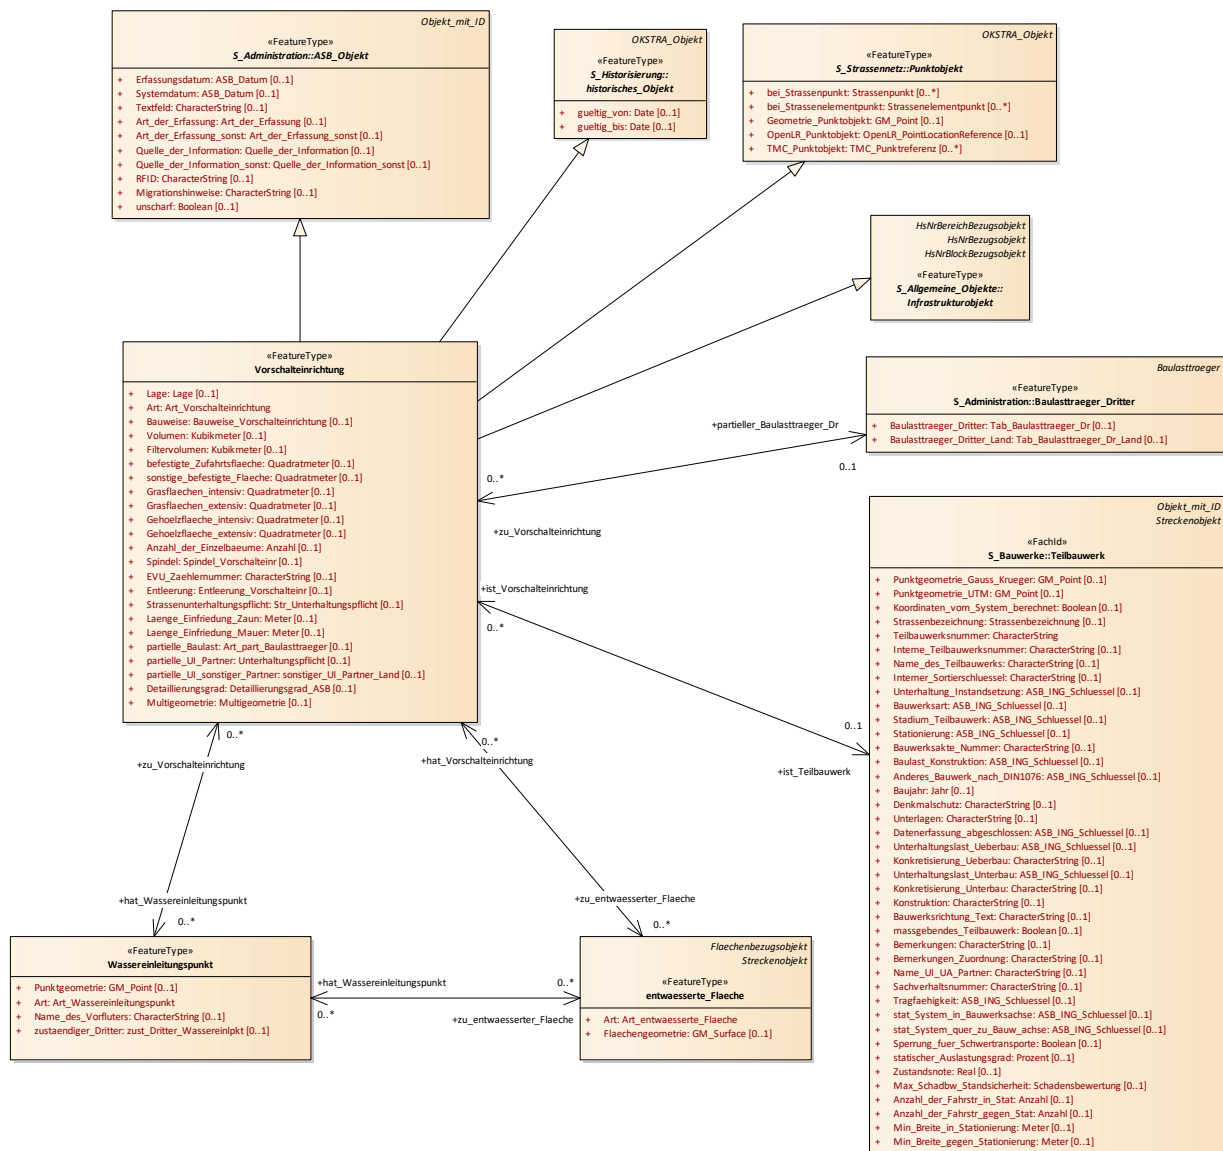 Objekt_mit_ID
«FeatureType»
S_Administration::ASB_Objekt
+ Erfassungsdatum: ASB_Datum [0..1]
+ Systemdatum: ASB_Datum [0..1]
+ Textfeld: CharacterString [0..1]
+ Art_der_Erfassung: Art_der_Erfassung [0..1]
+ Art_der_Erfassung_sonst: Art_der_Erfassung_sonst [0..1]
+ Quelle_der_Information: Quelle_der_Information [0..1]
+ Quelle_der_Information_sonst: Quelle_der_Information_sonst [0..1]
+ RFID: CharacterString [0..1]
+ Migrationshinweise: CharacterString [0..1]
+ unscharf: Boolean [0..1]
OKSTRA_Objekt
«FeatureType»
S_Historisierung::
historisches_Objekt
+ gueltig_von: Date [0..1]
+ gueltig_bis: Date [0..1]
OKSTRA_Objekt
«FeatureType»
S_Strassennetz::Punktobjekt
+ bei_Strassenpunkt: Strassenpunkt [0..*]
+ bei_Strassenelementpunkt: Strassenelementpunkt [0..*]
+ Geometrie_Punktobjekt: GM_Point [0..1]
+ OpenLR_Punktobjekt: OpenLR_PointLocationReference [0..1]
+ TMC_Punktobjekt: TMC_Punktreferenz [0..*]
HsNrBereichBezugsobjekt
HsNrBezugsobjekt
HsNrBlockBezugsobjekt
«FeatureType»
S_Allgemeine_Objekte::
Infrastrukturobjekt
«FeatureType»
Vorschalteinrichtung
+ Lage: Lage [0..1]
+ Art: Art_Vorschalteinrichtung
+ Bauweise: Bauweise_Vorschalteinrichtung [0..1]
+ Volumen: Kubikmeter [0..1]
+ Filtervolumen: Kubikmeter [0..1]
+ befestigte_Zufahrtsflaeche: Quadratmeter [0..1]
+ sonstige_befestigte_Flaeche: Quadratmeter [0..1]
+ Grasflaechen_intensiv: Quadratmeter [0..1]
+ Grasflaechen_extensiv: Quadratmeter [0..1]
+ Gehoelzflaeche_intensiv: Quadratmeter [0..1]
+ Gehoelzflaeche_extensiv: Quadratmeter [0..1]
+ Anzahl_der_Einzelbaeume: Anzahl [0..1]
+ Spindel: Spindel_Vorschalteinr [0..1]
+ EVU_Zaehlernummer: CharacterString [0..1]
+ Entleerung: Entleerung_Vorschalteinr [0..1]
+ Strassenunterhaltungspflicht: Str_Unterhaltungspflicht [0..1]
+ Laenge_Einfriedung_Zaun: Meter [0..1]
+ Laenge_Einfriedung_Mauer: Meter [0..1]
+ partielle_Baulast: Art_part_Baulasttraeger [0..1]
+ partielle_UI_Partner: Unterhaltungspflicht [0..1]
+ partielle_UI_sonstiger_Partner: sonstiger_UI_Partner_Land [0..1]
+ Detaillierungsgrad: Detaillierungsgrad_ASB [0..1]
+ Multigeometrie: Multigeometrie [0..1]
Baulasttraeger
«FeatureType»
S_Administration::Baulasttraeger_Dritter
+ Baulasttraeger_Dritter: Tab_Baulasttraeger_Dr [0..1]
+ Baulasttraeger_Dritter_Land: Tab_Baulasttraeger_Dr_Land [0..1]
+partieller_Baulasttraeger_Dr
0..1
0..*
+zu_Vorschalteinrichtung
+ist_Vorschalteinrichtung
0..*
0..1
+ist_Teilbauwerk
Objekt_mit_ID
Streckenobjekt
«FachId»
S_Bauwerke::Teilbauwerk
+ Punktgeometrie_Gauss_Krueger: GM_Point [0..1]
+ Punktgeometrie_UTM: GM_Point [0..1]
+ Koordinaten_vom_System_berechnet: Boolean [0..1]
+ Strassenbezeichnung: Strassenbezeichnung [0..1]
+ Teilbauwerksnummer: CharacterString
+ Interne_Teilbauwerksnummer: CharacterString [0..1]
+ Name_des_Teilbauwerks: CharacterString [0..1]
+ Interner_Sortierschluessel: CharacterString [0..1]
+ Unterhaltung_Instandsetzung: ASB_ING_Schluessel [0..1]
+ Bauwerksart: ASB_ING_Schluessel [0..1]
+ Stadium_Teilbauwerk: ASB_ING_Schluessel [0..1]
+ Stationierung: ASB_ING_Schluessel [0..1]
+ Bauwerksakte_Nummer: CharacterString [0..1]
+ Baulast_Konstruktion: ASB_ING_Schluessel [0..1]
+ Anderes_Bauwerk_nach_DIN1076: ASB_ING_Schluessel [0..1]
+ Baujahr: Jahr [0..1]
+ Denkmalschutz: CharacterString [0..1]
+ Unterlagen: CharacterString [0..1]
+ Datenerfassung_abgeschlossen: ASB_ING_Schluessel [0..1]
+ Unterhaltungslast_Ueberbau: ASB_ING_Schluessel [0..1]
+ Konkretisierung_Ueberbau: CharacterString [0..1]
+ Unterhaltungslast_Unterbau: ASB_ING_Schluessel [0..1]
+ Konkretisierung_Unterbau: CharacterString [0..1]
+ Konstruktion: CharacterString [0..1]
+ Bauwerksrichtung_Text: CharacterString [0..1]
+ massgebendes_Teilbauwerk: Boolean [0..1]
+ Bemerkungen: CharacterString [0..1]
+ Bemerkungen_Zuordnung: CharacterString [0..1]
+ Name_UI_UA_Partner: CharacterString [0..1]
+ Sachverhaltsnummer: CharacterString [0..1]
+ Tragfaehigkeit: ASB_ING_Schluessel [0..1]
+ stat_System_in_Bauwerksachse: ASB_ING_Schluessel [0..1]
+ stat_System_quer_zu_Bauw_achse: ASB_ING_Schluessel [0..1]
+ Sperrung_fuer_Schwertransporte: Boolean [0..1]
+ statischer_Auslastungsgrad: Prozent [0..1]
+ Zustandsnote: Real [0..1]
+ Max_Schadbw_Standsicherheit: Schadensbewertung [0..1]
+ Anzahl_der_Fahrstr_in_Stat: Anzahl [0..1]
+ Anzahl_der_Fahrstr_gegen_Stat: Anzahl [0..1]
+ Min_Breite_in_Stationierung: Meter [0..1]
+ Min_Breite_gegen_Stationierung: Meter [0..1]
0..*
+zu_Vorschalteinrichtung
0..*
+hat_Vorschalteinrichtung
+hat_Wassereinleitungspunkt
0..*
+zu_entwaesserter_Flaeche
0..*
«FeatureType»
Wassereinleitungspunkt
+ Punktgeometrie: GM_Point [0..1]
+ Art: Art_Wassereinleitungspunkt
+ Name_des_Vorfluters: CharacterString [0..1]
+ zustaendiger_Dritter: zust_Dritter_Wassereinlpkt [0..1]
+hat_Wassereinleitungspunkt
0..*
0..*
+zu_entwaesserter_Flaeche
Flaechenbezugsobjekt
Streckenobjekt
«FeatureType»
entwaesserte_Flaeche
+ Art: Art_entwaesserte_Flaeche
+ Flaechengeometrie: GM_Surface [0..1]